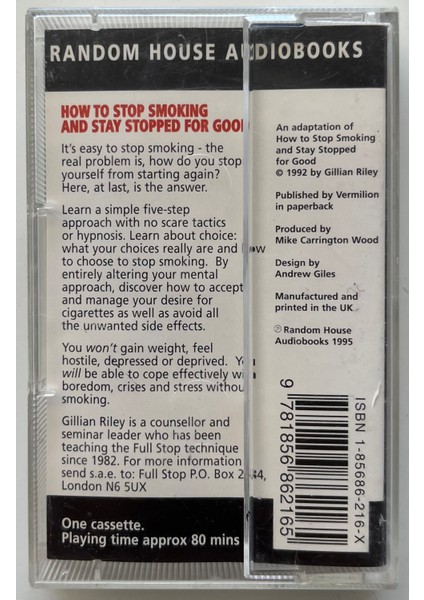 RANDOM HOUSE AUDIOBOOKS
HOW TO STOP SMOKING
AND STAY STOPPED FOR GOOD
It's easy to stop smoking - the
real problem is, how do you stop
yourself from starting again?
Here, at last, is the answer.
Learn a simple five-step
approach with no scare tactics
or hypnosis. Learn about choice:
what your choices really are and how
to choose to stop smoking. By
entirely altering your mental
approach, discover how to accept
and manage your desire for
cigarettes as well as avoid all
the unwanted side effects.
You won't gain weight, feel
hostile, depressed or deprived. You
will be able to cope effectively with
boredom, crises and stress without
smoking.
Gillian Riley is a counsellor and
seminar leader who has been
teaching the Full Stop technique
since 1982. For more information
send s.a.e. to: Full Stop P.O. Box
London N6 5UX
One cassette.
Playing time approx 80 mins
An adaptation of
How to Stop Smoking
and Stay Stopped
for Good
© 1992 by Gillian Riley
Published by Vermilion
in paperback
Produced by
Mike Carrington Wood
Design by
Andrew Giles
Manufactured and
printed in the UK
℗ Random House
Audiobooks 1995
ISBN 1-85686-216-X
9 781856 862165